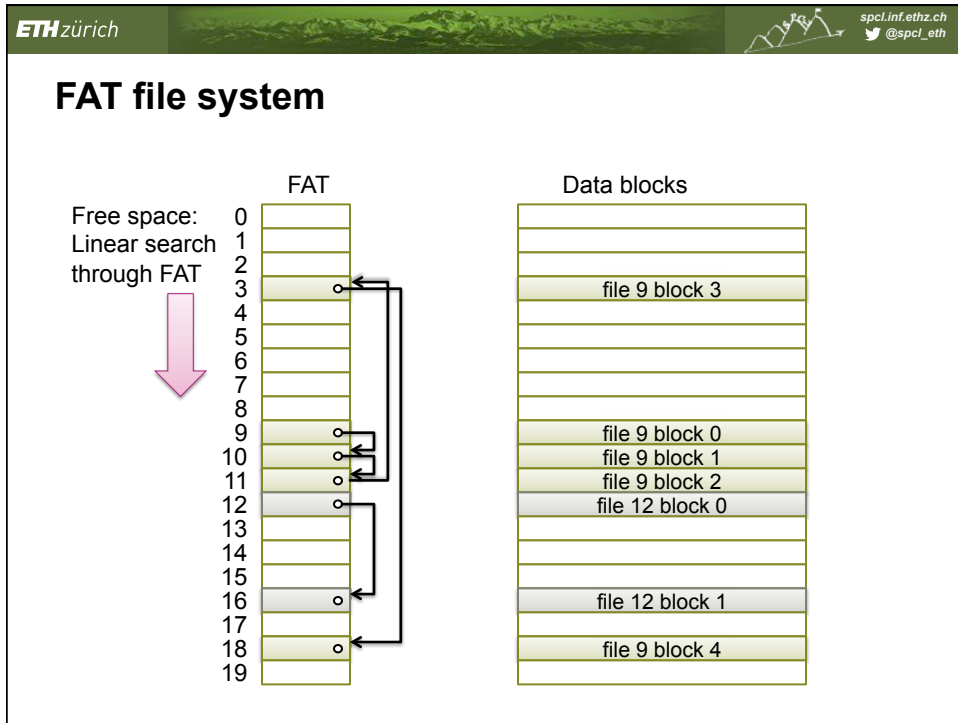 ETH zürich
spcl.inf.ethz.ch
@spcl_eth
SPCL
FAT file system
FAT
Data blocks
Free space:
Linear search
through FAT
0
1
2
3
file 9 block 3
4
5
6
7
8
9
file 9 block 0
10
file 9 block 1
11
file 9 block 2
12
file 12 block 0
13
14
15
16
file 12 block 1
17
18
file 9 block 4
19